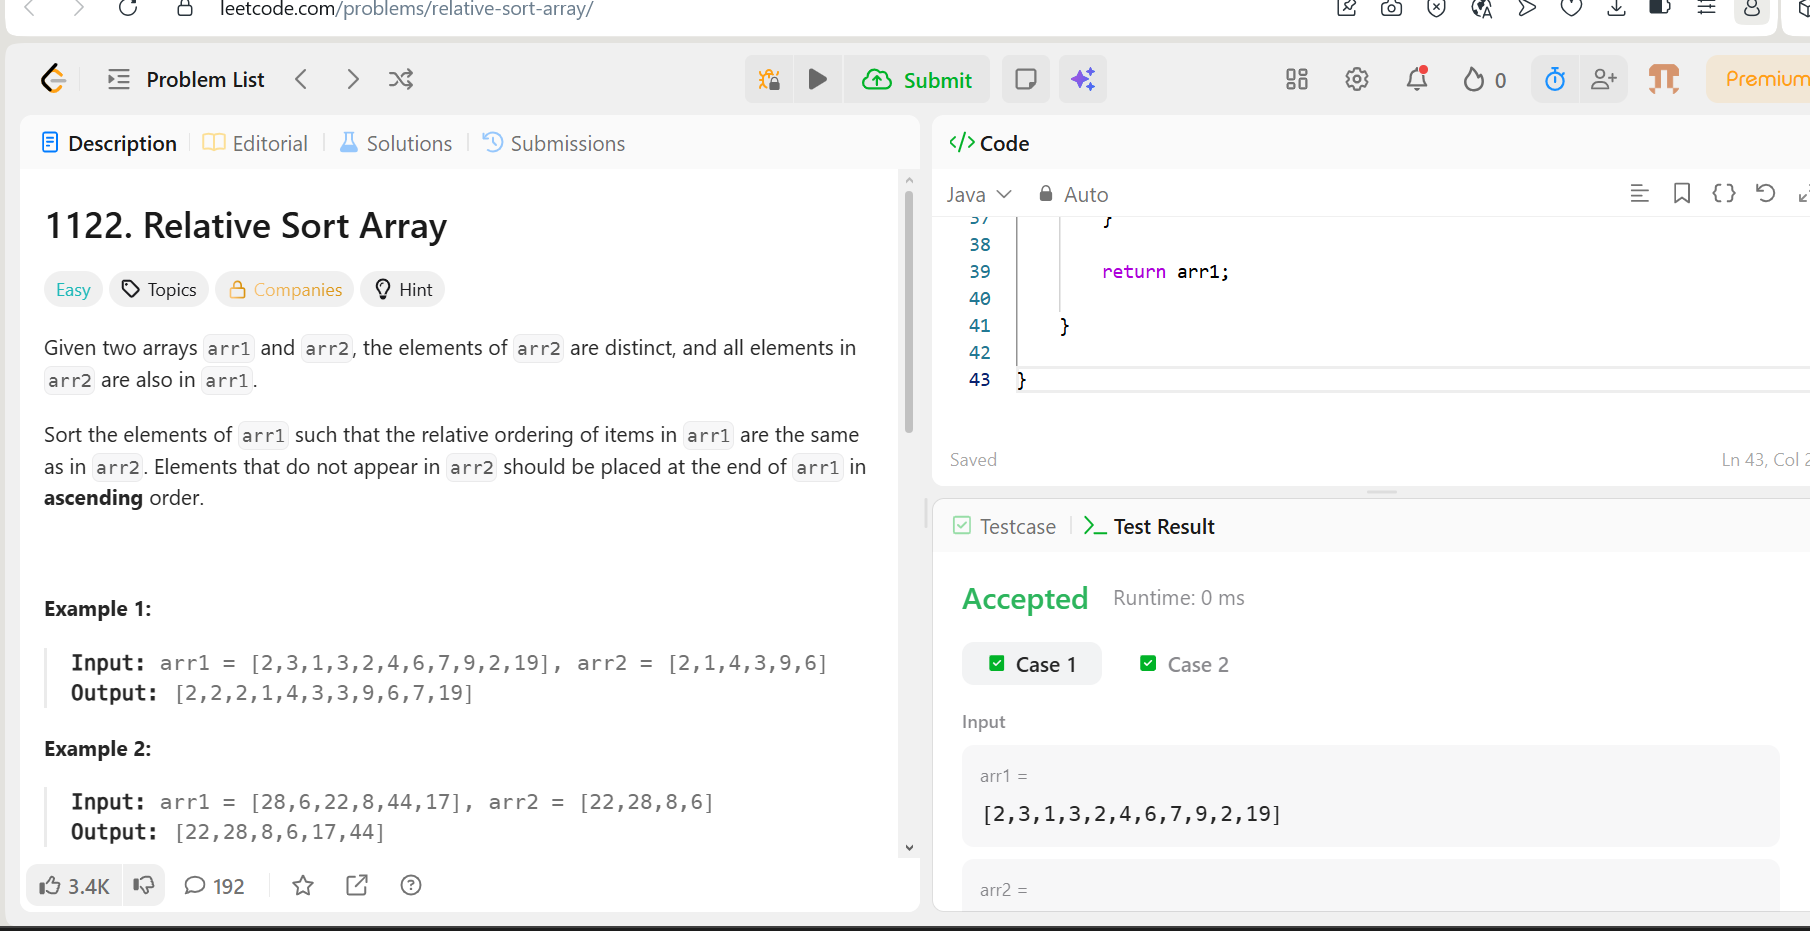 leetcode.com/problems/relative-sort-array/
Problem List
Submit
0
Premium
Description
Editorial
Solutions
Submissions
1122. Relative Sort Array
Easy
Topics
Companies
Hint
Given two arrays arr1 and arr2, the elements of arr2 are distinct, and all elements in
arr2 are also in arr1.
Sort the elements of arr1 such that the relative ordering of items in arr1 are the same
as in arr2. Elements that do not appear in arr2 should be placed at the end of arr1 in
ascending order.
Example 1:
Input: arr1 = [2,3,1,3,2,4,6,7,9,2,19], arr2 = [2,1,4,3,9,6]
Output: [2,2,2,1,4,3,3,9,6,7,19]
Example 2:
Input: arr1 = [28,6,22,8,44,17], arr2 = [22,28,8,6]
Output: [22,28,8,6,17,44]
3.4K
192
</> Code
Java
Auto
37 }
38
39 return arr1;
40
41 }
42
43 }
Saved
Ln 43, Col 2
Testcase
Test Result
Accepted
Runtime: 0 ms
Case 1
Case 2
Input
arr1 =
[2,3,1,3,2,4,6,7,9,2,19]
arr2 =